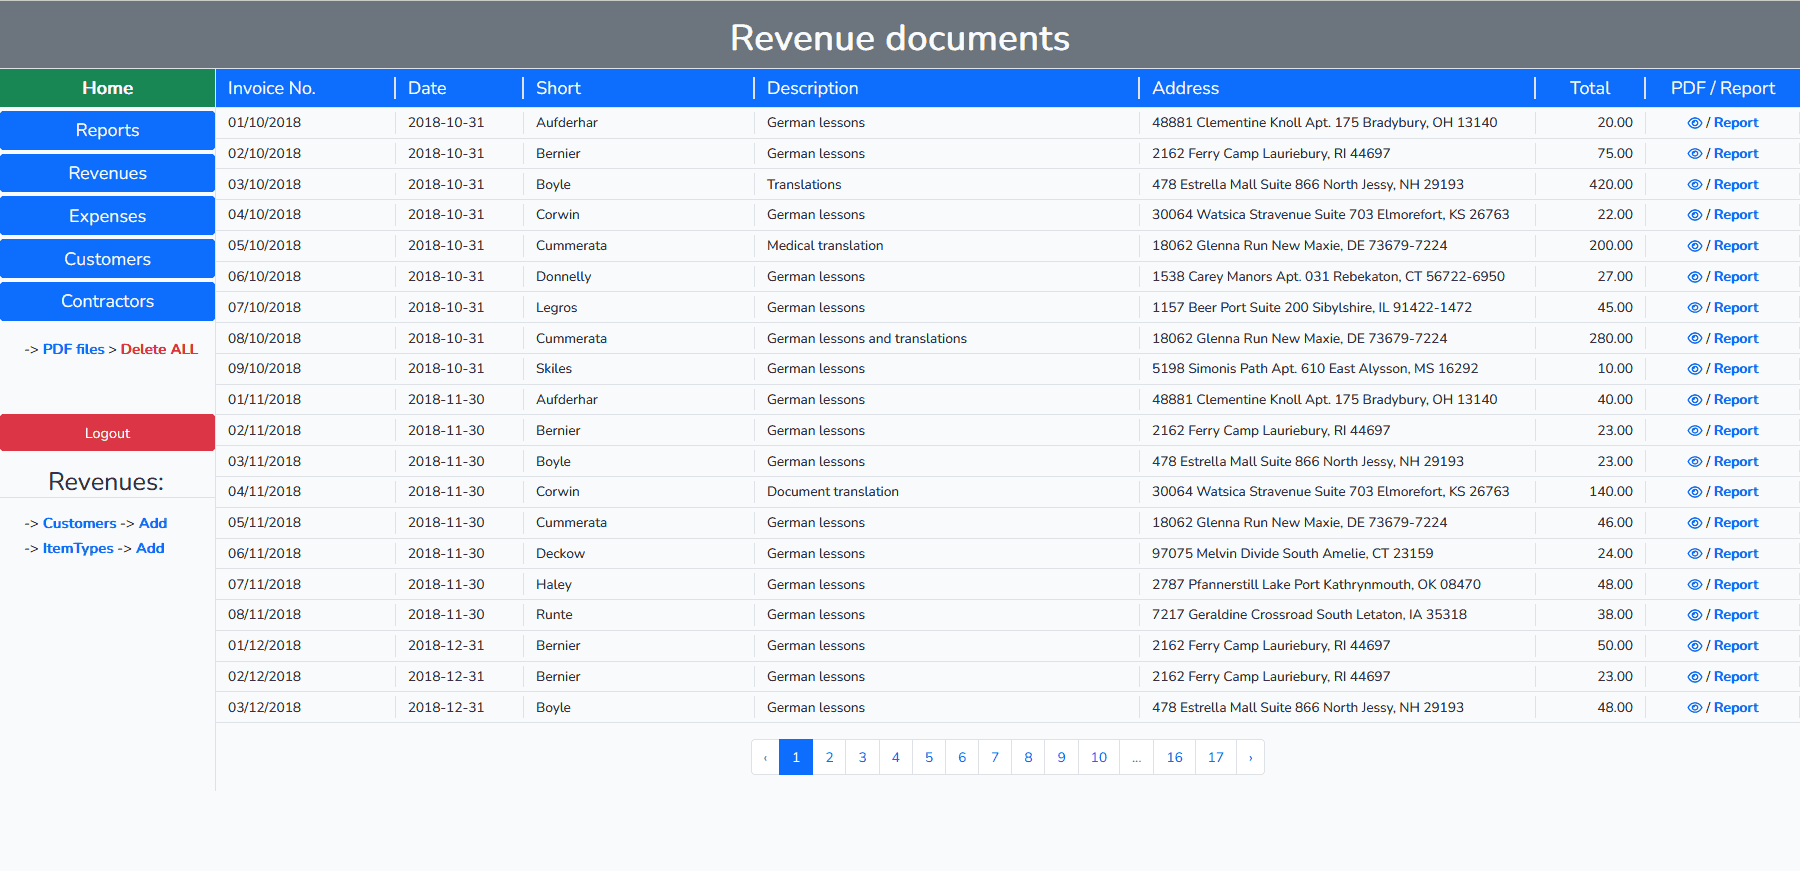 Revenue documents
Home
Reports
Revenues
Expenses
Customers
Contractors
-> PDF files > Delete ALL
Logout
Revenues:
-> Customers -> Add
-> ItemTypes -> Add
Invoice No. Date Short Description Address Total PDF / Report
01/10/2018 2018-10-31 Aufderhar German lessons 48881 Clementine Knoll Apt. 175 Bradybury, OH 13140 20.00 / Report
02/10/2018 2018-10-31 Bernier German lessons 2162 Ferry Camp Lauriebury, RI 44697 75.00 / Report
03/10/2018 2018-10-31 Boyle Translations 478 Estrella Mall Suite 866 North Jessy, NH 29193 420.00 / Report
04/10/2018 2018-10-31 Corwin German lessons 30064 Watsica Stravenue Suite 703 Elmorefort, KS 26763 22.00 / Report
05/10/2018 2018-10-31 Cummerata Medical translation 18062 Glenna Run New Maxie, DE 73679-7224 200.00 / Report
06/10/2018 2018-10-31 Donnelly German lessons 1538 Carey Manors Apt. 031 Rebekaton, CT 56722-6950 27.00 / Report
07/10/2018 2018-10-31 Legros German lessons 1157 Beer Port Suite 200 Sibylshire, IL 91422-1472 45.00 / Report
08/10/2018 2018-10-31 Cummerata German lessons and translations 18062 Glenna Run New Maxie, DE 73679-7224 280.00 / Report
09/10/2018 2018-10-31 Skiles German lessons 5198 Simonis Path Apt. 610 East Alysson, MS 16292 10.00 / Report
01/11/2018 2018-11-30 Aufderhar German lessons 48881 Clementine Knoll Apt. 175 Bradybury, OH 13140 40.00 / Report
02/11/2018 2018-11-30 Bernier German lessons 2162 Ferry Camp Lauriebury, RI 44697 23.00 / Report
03/11/2018 2018-11-30 Boyle German lessons 478 Estrella Mall Suite 866 North Jessy, NH 29193 23.00 / Report
04/11/2018 2018-11-30 Corwin Document translation 30064 Watsica Stravenue Suite 703 Elmorefort, KS 26763 140.00 / Report
05/11/2018 2018-11-30 Cummerata German lessons 18062 Glenna Run New Maxie, DE 73679-7224 46.00 / Report
06/11/2018 2018-11-30 Deckow German lessons 97075 Melvin Divide South Amelie, CT 23159 24.00 / Report
07/11/2018 2018-11-30 Haley German lessons 2787 Pfannerstill Lake Port Kathrynmouth, OK 08470 48.00 / Report
08/11/2018 2018-11-30 Runte German lessons 7217 Geraldine Crossroad South Letaton, IA 35318 38.00 / Report
01/12/2018 2018-12-31 Bernier German lessons 2162 Ferry Camp Lauriebury, RI 44697 50.00 / Report
02/12/2018 2018-12-31 Bernier German lessons 2162 Ferry Camp Lauriebury, RI 44697 23.00 / Report
03/12/2018 2018-12-31 Boyle German lessons 478 Estrella Mall Suite 866 North Jessy, NH 29193 48.00 / Report
‹ 1 2 3 4 5 6 7 8 9 10 ... 16 17 ›